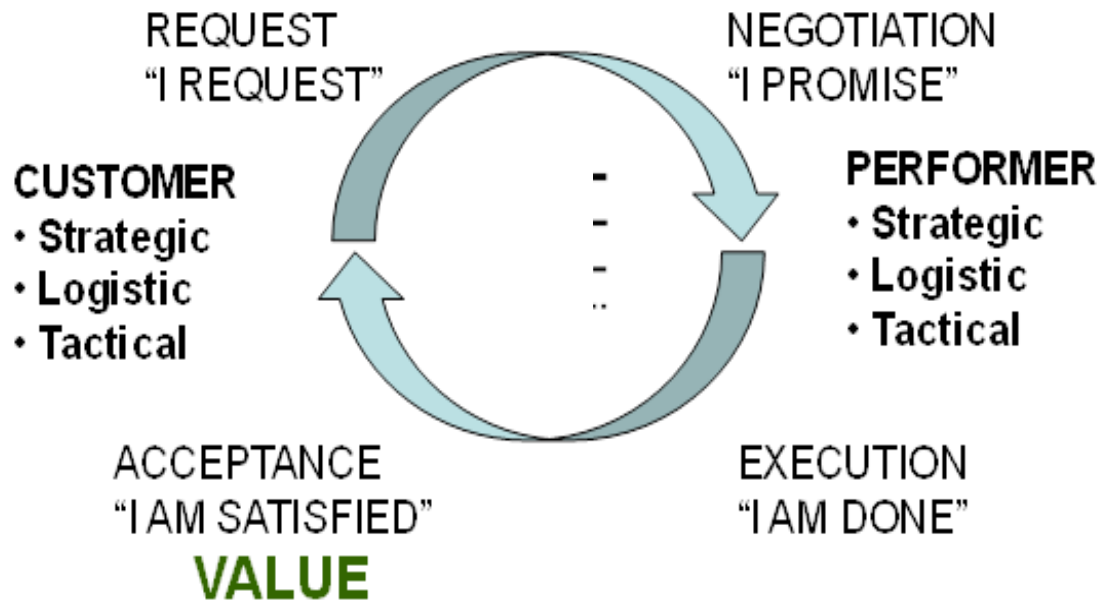 REQUEST
“I REQUEST”
NEGOTIATION
“I PROMISE”
CUSTOMER
• Strategic
• Logistic
• Tactical
-
-
-
..
PERFORMER
• Strategic
• Logistic
• Tactical
ACCEPTANCE
“I AM SATISFIED”
VALUE
EXECUTION
“I AM DONE”